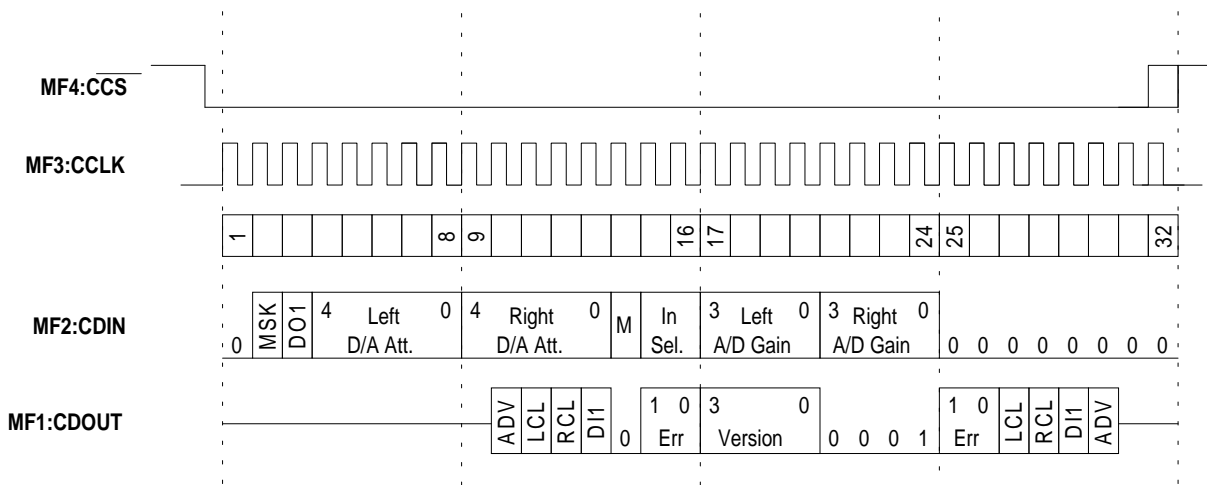 MF4:CCS
MF3:CCLK
1 8 9 16 17 24 25 32
MF2:CDIN
0 MSK DO1 4 Left 0 4 Right 0 M In 3 Left 0 3 Right 0
D/A Att. D/A Att. Sel. A/D Gain A/D Gain 0 0 0 0 0 0 0 0
MF1:CDOUT
ADV LCL RCL DI1 0 1 0 3 0 1 0 LCL RCL DI1 ADV
Err Version 0 0 0 1 Err